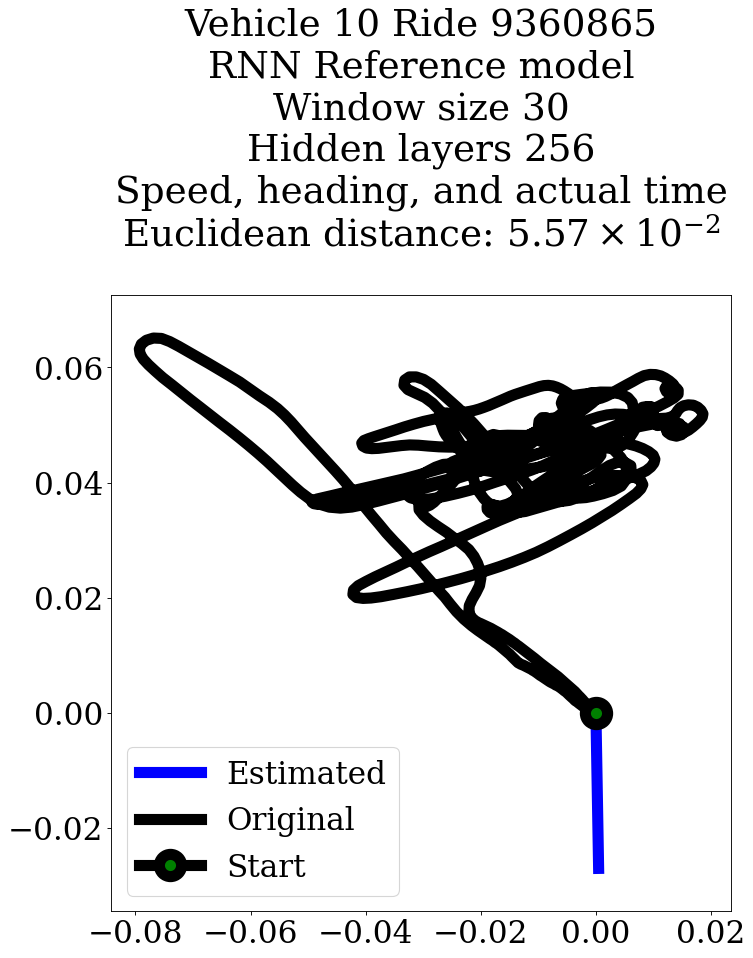 Vehicle 10 Ride 9360865
RNN Reference model
Window size 30
Hidden layers 256
Speed, heading, and actual time
Euclidean distance: 5.57 × 10⁻²
0.06
0.04
0.02
0.00
−0.02
Estimated
Original
Start
−0.08 −0.06 −0.04 −0.02 0.00 0.02